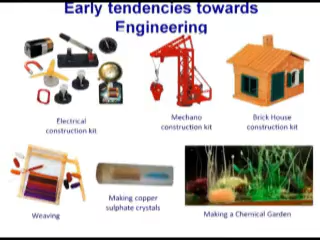 Early tendencies towards
Engineering
Electrical
construction kit
Mechano
construction kit
Brick House
construction kit
Weaving
Making copper
sulphate crystals
Making a Chemical Garden